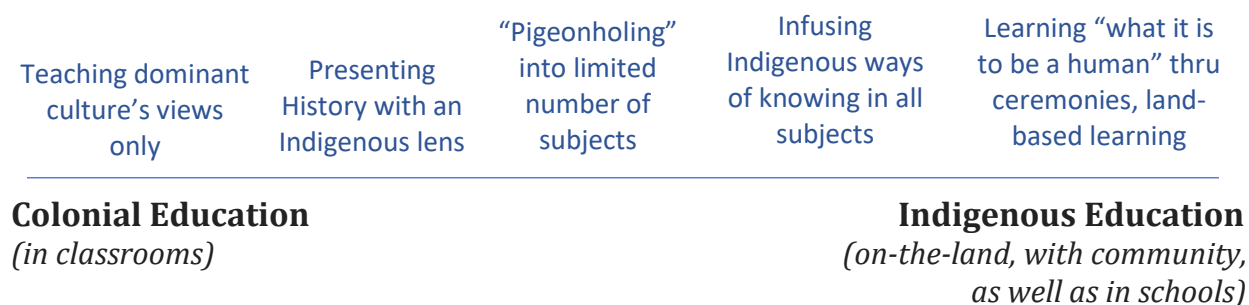 Teaching dominant
culture’s views
only
Presenting
History with an
Indigenous lens
“Pigeonholing”
into limited
number of
subjects
Infusing
Indigenous ways
of knowing in all
subjects
Learning “what it is
to be a human” thru
ceremonies, land-
based learning
Colonial Education
(in classrooms)
Indigenous Education
(on-the-land, with community,
as well as in schools)